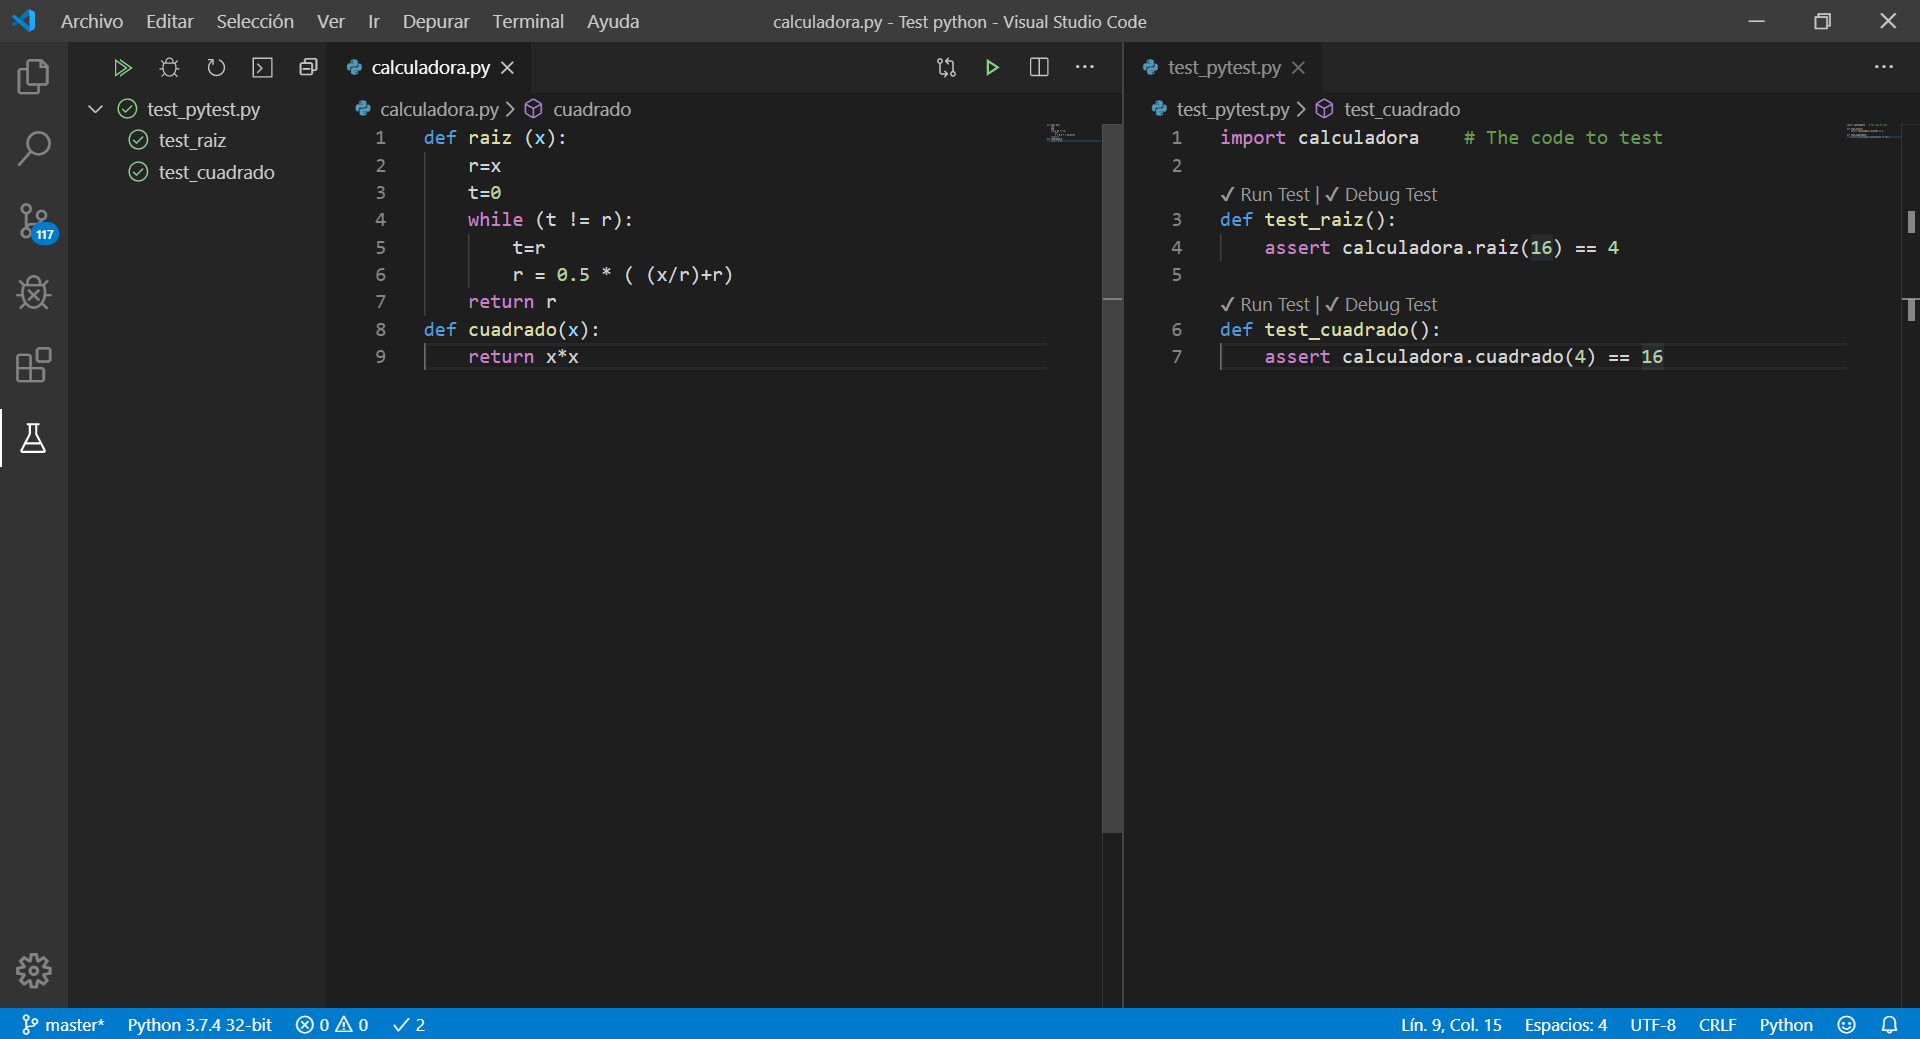 Archivo Editar Selección Ver Ir Depurar Terminal Ayuda
calculadora.py - Test python - Visual Studio Code
117
test_pytest.py
test_raiz
test_cuadrado
calculadora.py
calculadora.py cuadrado
1 def raiz (x):
2 r=x
3 t=0
4 while (t != r):
5 t=r
6 r = 0.5 * ( (x/r)+r)
7 return r
8 def cuadrado(x):
9 return x*x
test_pytest.py
test_pytest.py test_cuadrado
1 import calculadora # The code to test
2
✓ Run Test | ✓ Debug Test
3 def test_raiz():
4 assert calculadora.raiz(16) == 4
5
✓ Run Test | ✓ Debug Test
6 def test_cuadrado():
7 assert calculadora.cuadrado(4) == 16
master* Python 3.7.4 32-bit 0 0 2
Lín. 9, Col. 15 Espacios: 4 UTF-8 CRLF Python